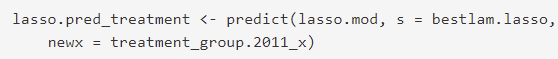 lasso.pred_treatment <- predict(lasso.mod, s = bestlam.lasso,
newx = treatment_group.2011_x)